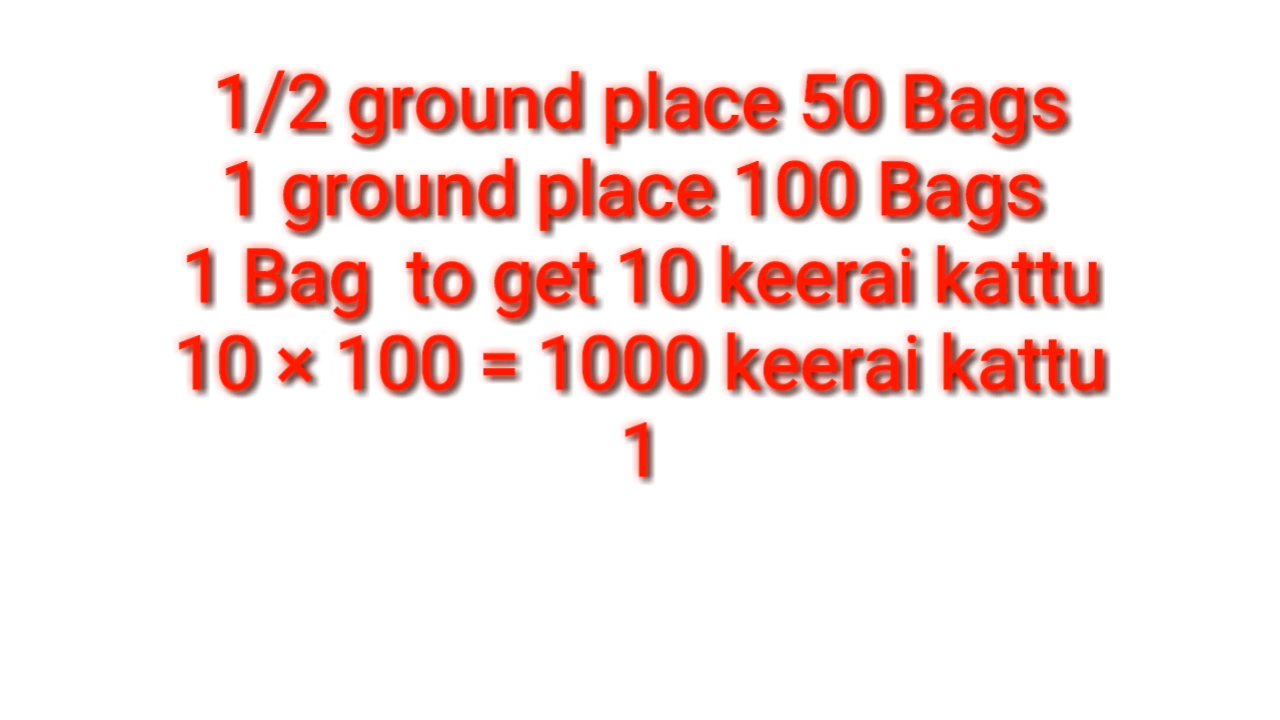 1/2 ground place 50 Bags
1 ground place 100 Bags
1 Bag  to get 10 keerai kattu
10 × 100 = 1000 keerai kattu
1